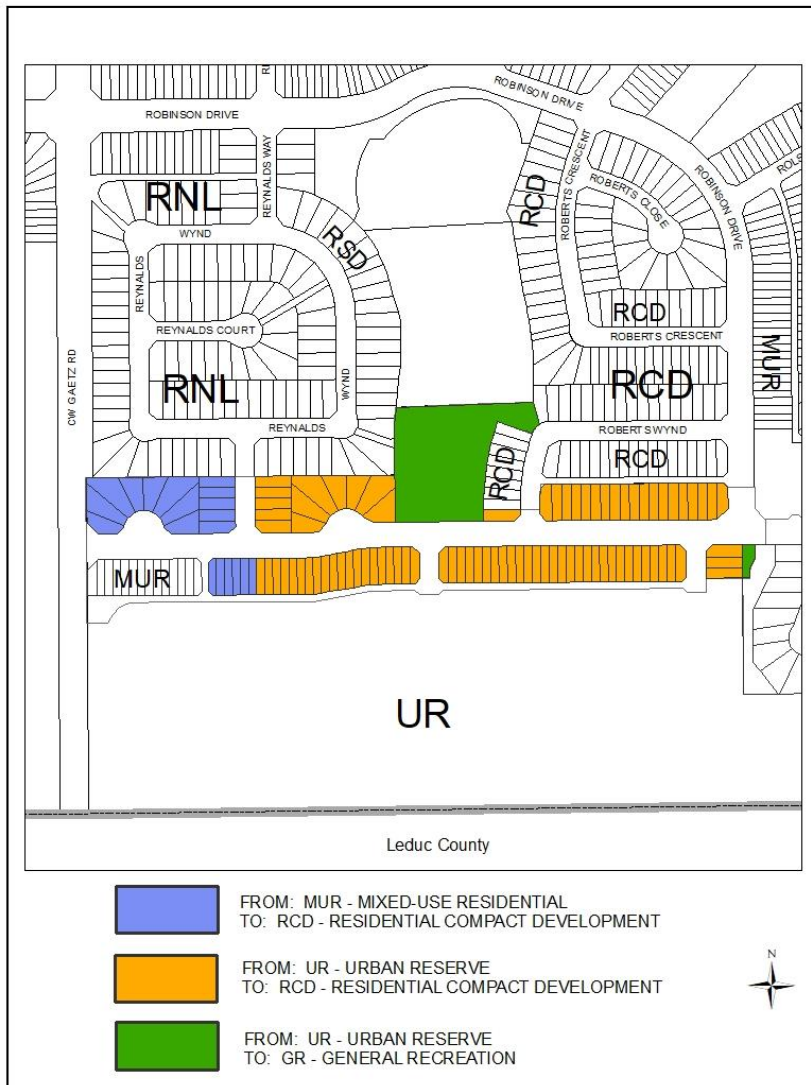 RI
ROBINSON DRIVE
ROBINSON DRIVE
REYNALDS WAY
RNL
WYND
RSD
RCD
ROBERTS CRESCENT
ROBERTS CLOSE
ROBINSON DRIVE
ROL
REYNALDS
REYNALDS COURT
RCD
ROBERTS CRESCENT
MUR
CW GAETZ RD
RNL
WYND
RCD
REYNALDS
ROBERTS WYND
RCD
RCD
MUR
UR
Leduc County
FROM: MUR - MIXED-USE RESIDENTIAL
TO: RCD - RESIDENTIAL COMPACT DEVELOPMENT
FROM: UR - URBAN RESERVE
TO: RCD - RESIDENTIAL COMPACT DEVELOPMENT
N
FROM: UR - URBAN RESERVE
TO: GR - GENERAL RECREATION